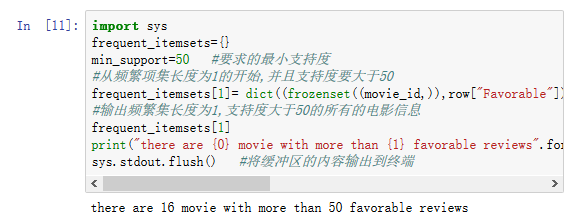 In [11]:
import sys
frequent_itemsets={}
min_support=50   #要求的最小支持度
#从频繁项集长度为1的开始,并且支持度要大于50
frequent_itemsets[1]= dict((frozenset((movie_id,)),row["Favorable"])
#输出频繁集长度为1,支持度大于50的所有的电影信息
frequent_itemsets[1]
print("there are {0} movie with more than {1} favorable reviews".for
sys.stdout.flush()   #将缓冲区的内容输出到终端
there are 16 movie with more than 50 favorable reviews